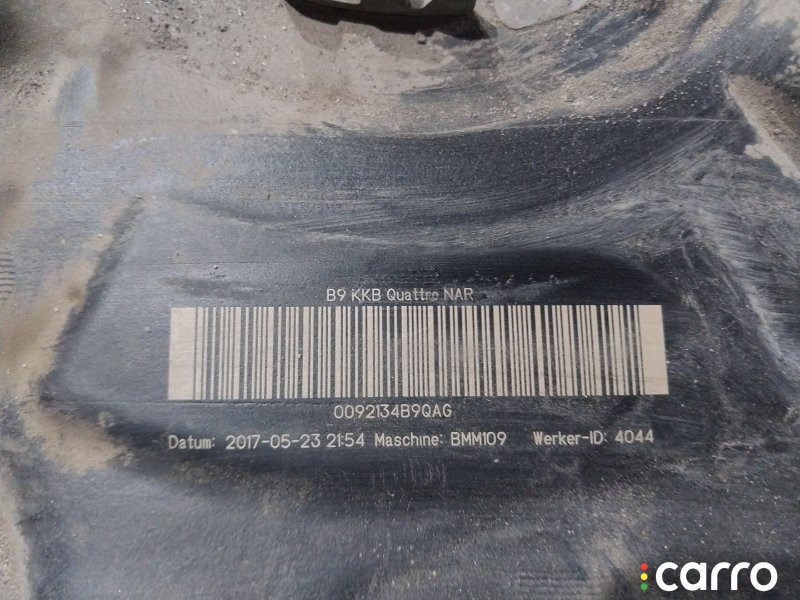 B9 KKB Quattro NAR
0092134B9QAG
Datum: 2017-05-23 21:54 Maschine: BMM109 Werker-ID: 4044
carro